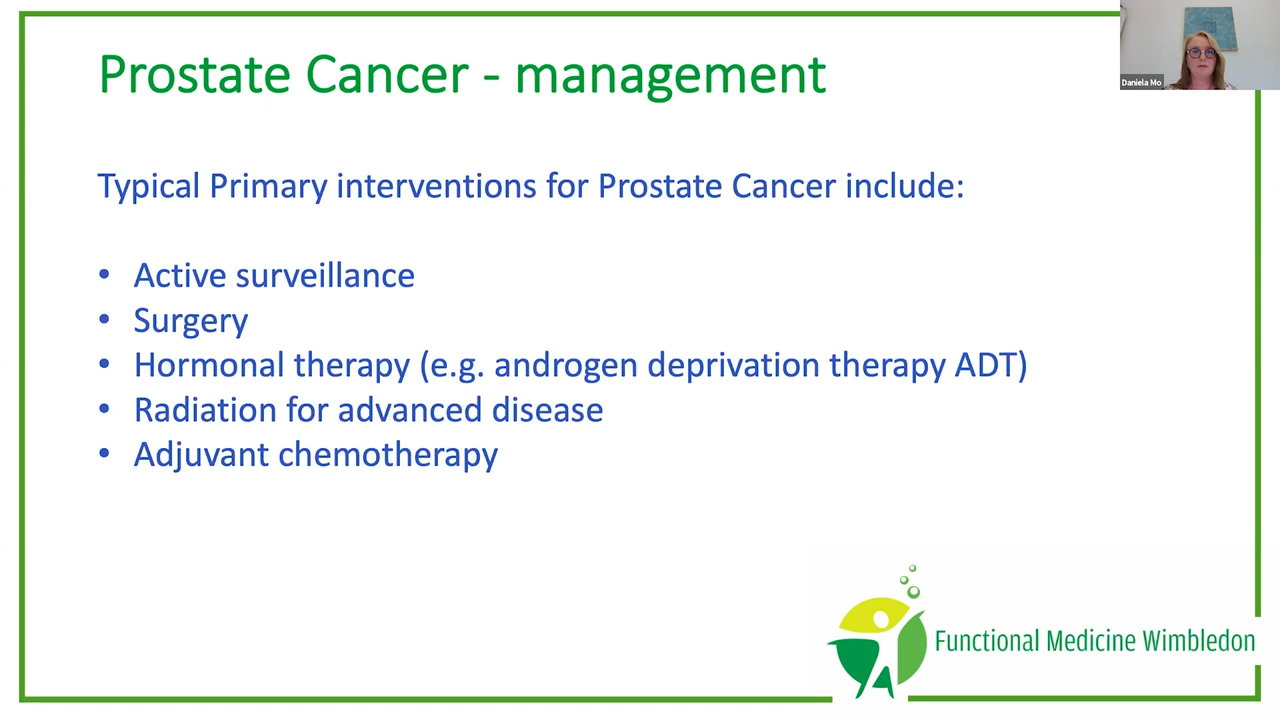 Prostate Cancer - management
Daniela Mo
Typical Primary interventions for Prostate Cancer include:
• Active surveillance
• Surgery
• Hormonal therapy (e.g. androgen deprivation therapy ADT)
• Radiation for advanced disease
• Adjuvant chemotherapy
Functional Medicine Wimbledon